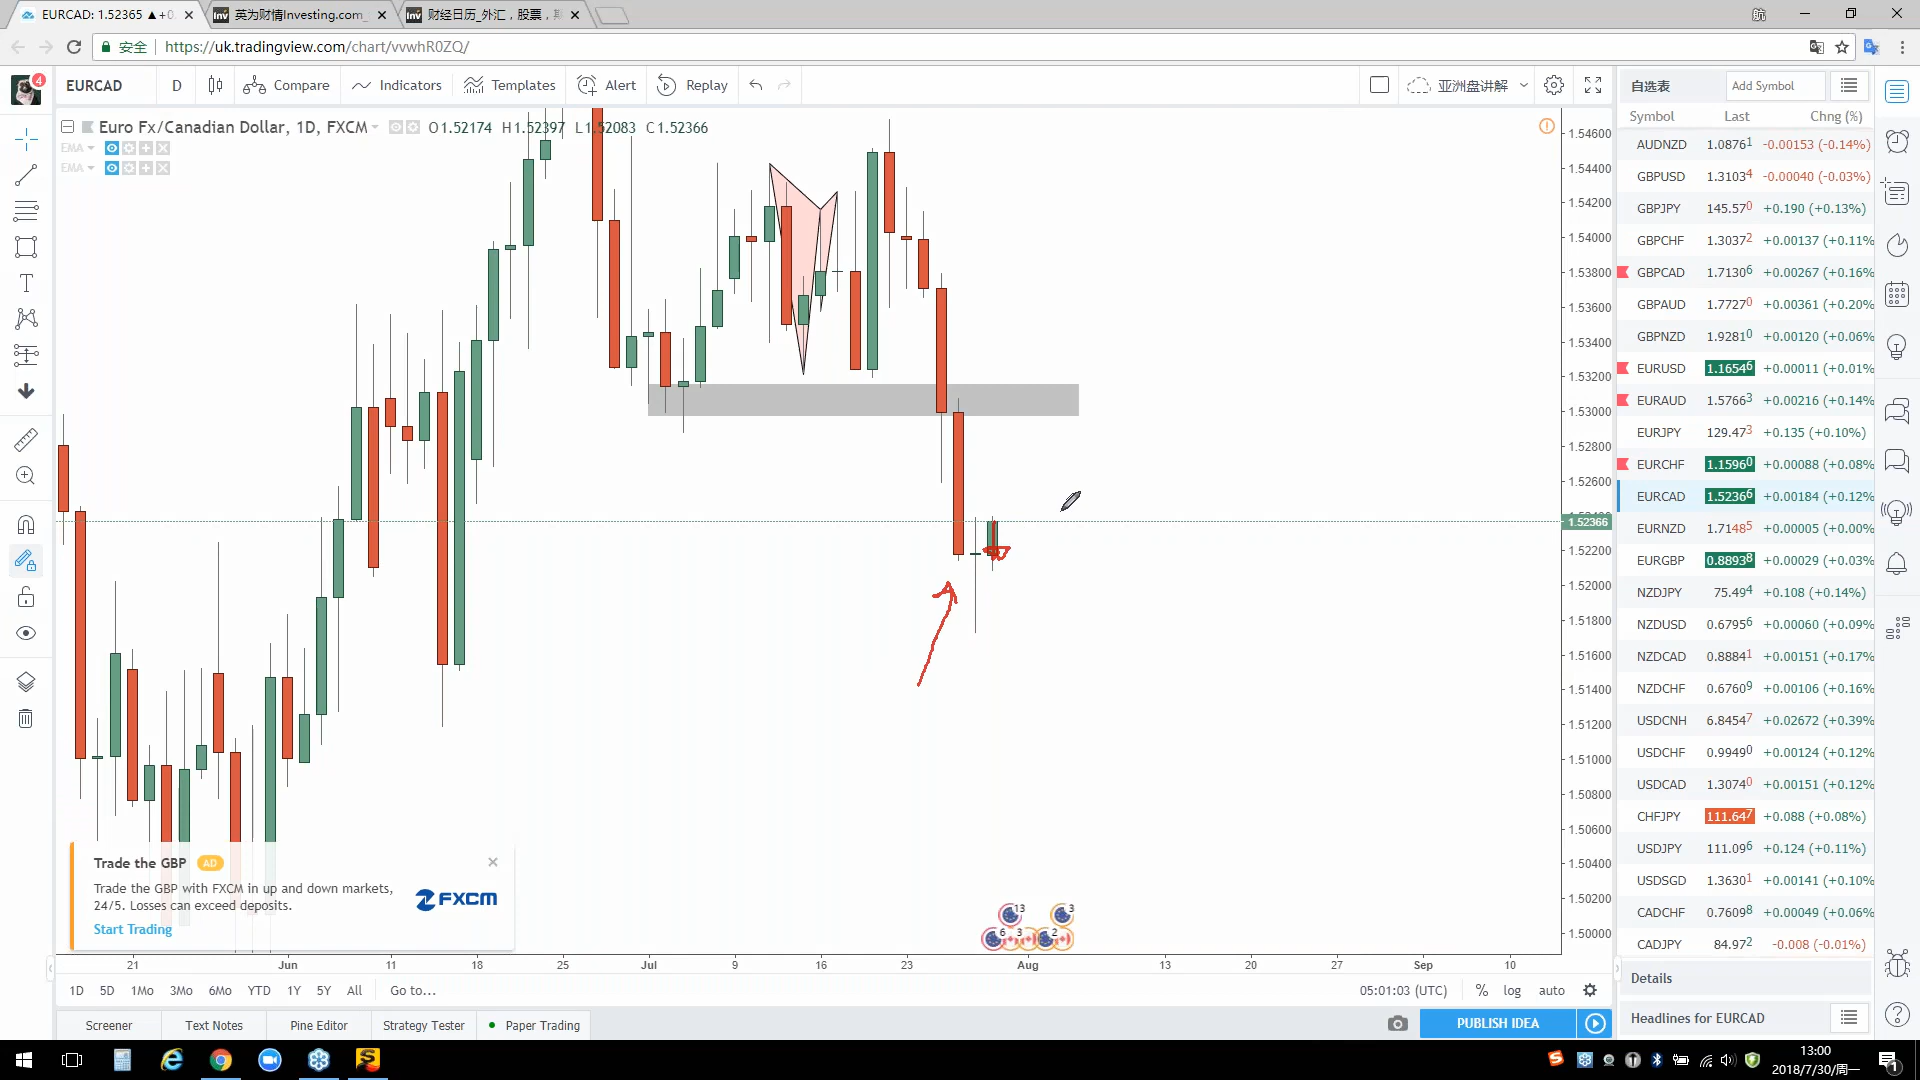 EURCAD: 1.52365 ▲+0.
英为财情Investing.com_
财经日历_外汇，股票，
航
安全 https://uk.tradingview.com/chart/vvwhR0ZQ/
4
EURCAD D Compare Indicators Templates Alert Replay 亚洲盘讲解
Euro Fx/Canadian Dollar, 1D, FXCM O1.52174 H1.52397 L1.52083 C1.52366
EMA
EMA
1.54600
1.54400
1.54200
1.54000
1.53800
1.53600
1.53400
1.53200
1.53000
1.52800
1.52600
1.52366
1.52200
1.52000
1.51800
1.51600
1.51400
1.51200
1.51000
1.50800
1.50600
1.50400
1.50200
1.50000
Trade the GBP AD
Trade the GBP with FXCM in up and down markets,
24/5. Losses can exceed deposits.
FXCM
Start Trading
13 3
6 3 2
21 Jun 11 18 25 Jul 9 16 23 Aug 13 20 27 Sep 10
1D 5D 1Mo 3Mo 6Mo YTD 1Y 5Y All Go to...
05:01:03 (UTC) % log auto
Screener Text Notes Pine Editor Strategy Tester Paper Trading
PUBLISH IDEA
自选表 Add Symbol
Symbol Last Chng (%)
AUDNZD 1.08761 -0.00153 (-0.14%)
GBPUSD 1.31034 -0.00040 (-0.03%)
GBPJPY 145.570 +0.190 (+0.13%)
GBPCHF 1.30372 +0.00137 (+0.11%
GBPCAD 1.71306 +0.00267 (+0.16%
GBPAUD 1.77270 +0.00361 (+0.20%
GBPNZD 1.92810 +0.00120 (+0.06%
EURUSD 1.16546 +0.00011 (+0.01%
EURAUD 1.57663 +0.00216 (+0.14%
EURJPY 129.473 +0.135 (+0.10%)
EURCHF 1.15960 +0.00088 (+0.08%
EURCAD 1.52366 +0.00184 (+0.12%
EURNZD 1.71485 +0.00005 (+0.00%
EURGBP 0.88938 +0.00029 (+0.03%
NZDJPY 75.494 +0.108 (+0.14%)
NZDUSD 0.67956 +0.00060 (+0.09%
NZDCAD 0.88841 +0.00151 (+0.17%
NZDCHF 0.67609 +0.00106 (+0.16%
USDCNH 6.84547 +0.02672 (+0.39%
USDCHF 0.99490 +0.00124 (+0.12%
USDCAD 1.30740 +0.00151 (+0.12%
CHFJPY 111.647 +0.088 (+0.08%)
USDJPY 111.096 +0.124 (+0.11%)
USDSGD 1.36301 +0.00141 (+0.10%
CADCHF 0.76098 +0.00049 (+0.06%
CADJPY 84.972 -0.008 (-0.01%)
Details
Headlines for EURCAD
13:00
2018/7/30/周一
1